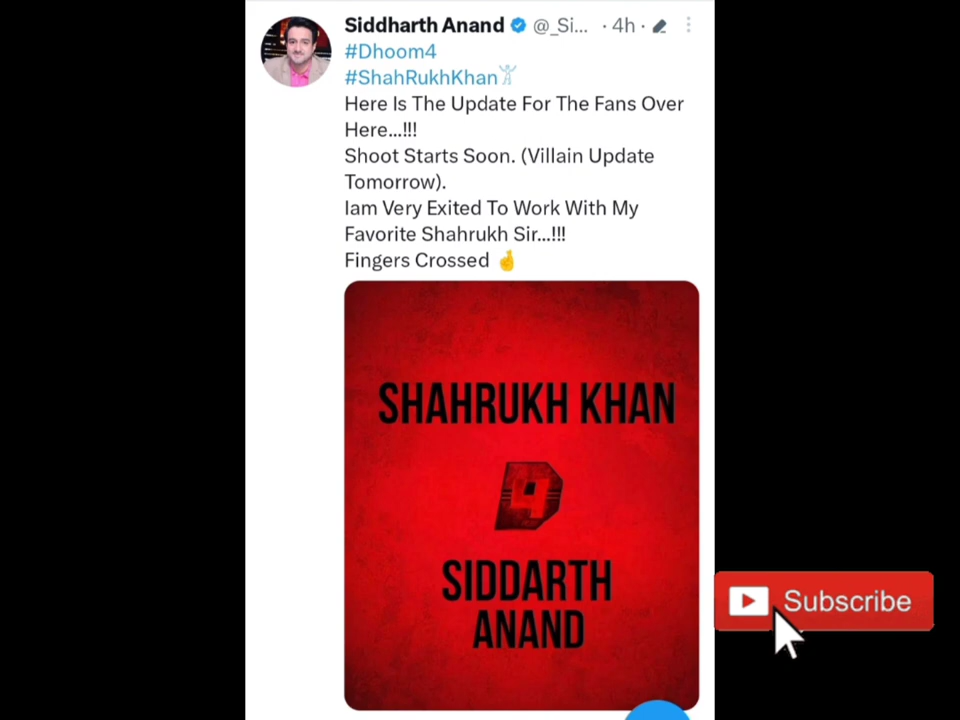 Siddharth Anand @_Si... · 4h ·
#Dhoom4
#ShahRukhKhan
Here Is The Update For The Fans Over
Here...!!!
Shoot Starts Soon. (Villain Update
Tomorrow).
Iam Very Exited To Work With My
Favorite Shahrukh Sir...!!!
Fingers Crossed 🤞
SHAHRUKH KHAN
D4
SIDDARTH
ANAND
Subscribe